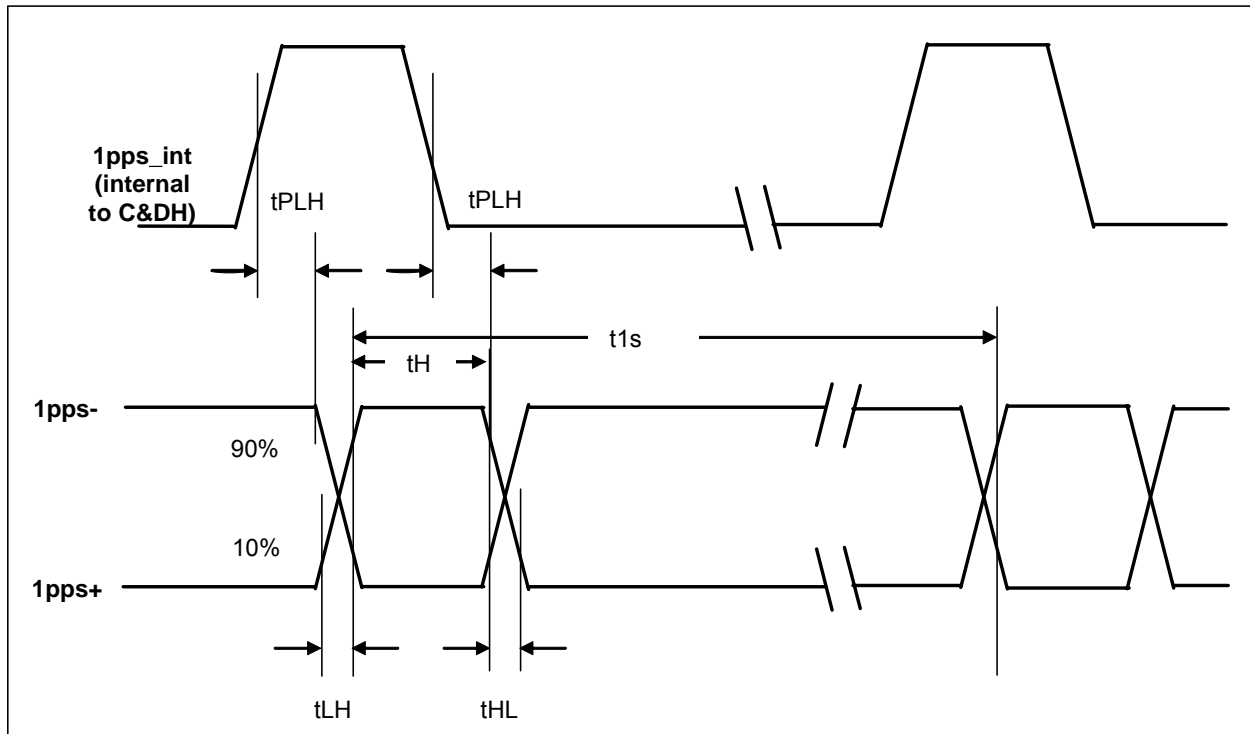 1pps_int
(internal
to C&DH)
tPLH
tPLH
t1s
tH
1pps-
90%
10%
1pps+
tLH
tHL